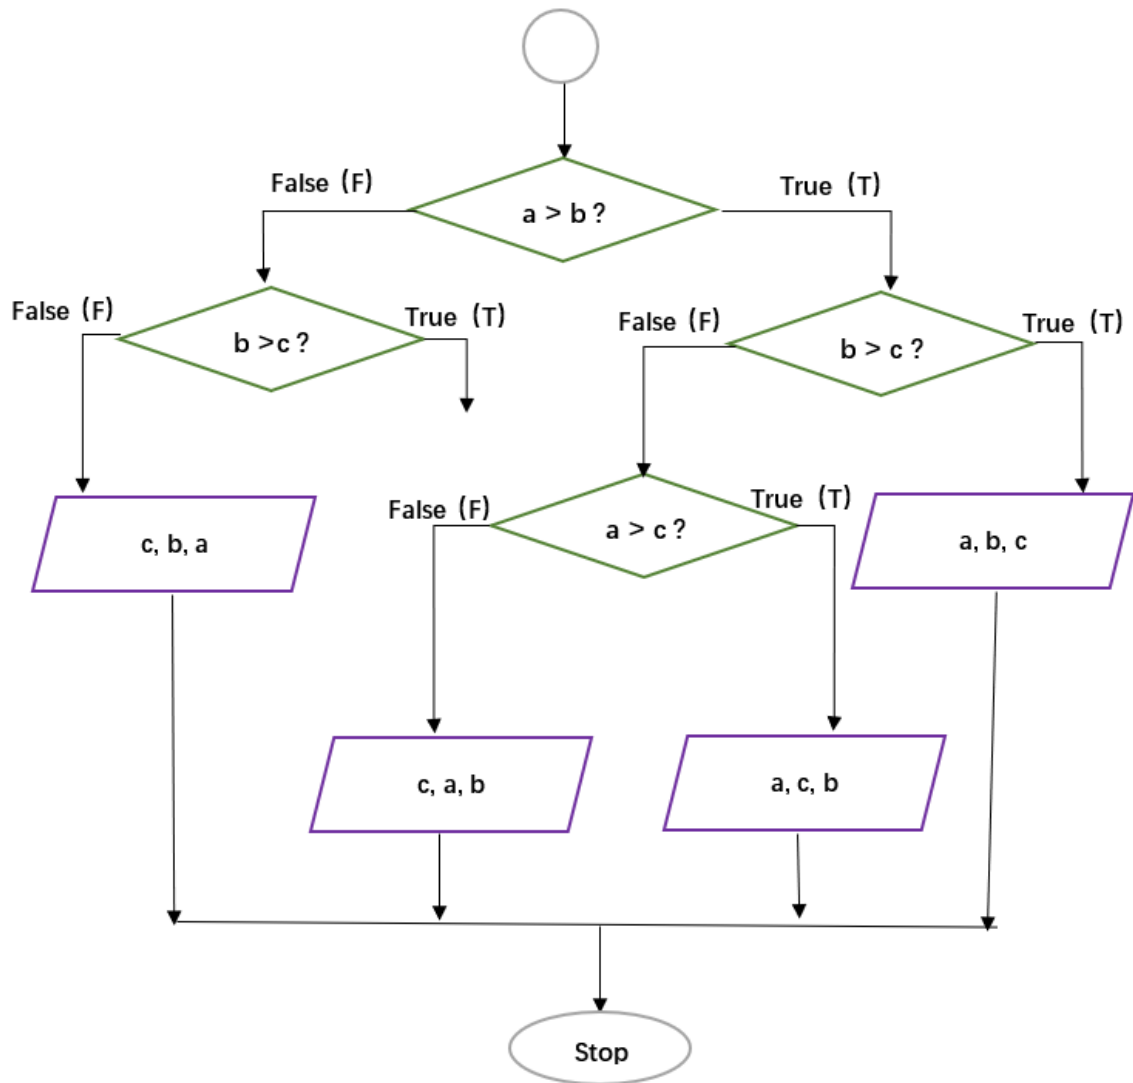 a > b ?
False (F)
True (T)
b >c ?
False (F)
True (T)
b > c ?
False (F)
True (T)
a > c ?
False (F)
True (T)
c, b, a
a, b, c
c, a, b
a, c, b
Stop